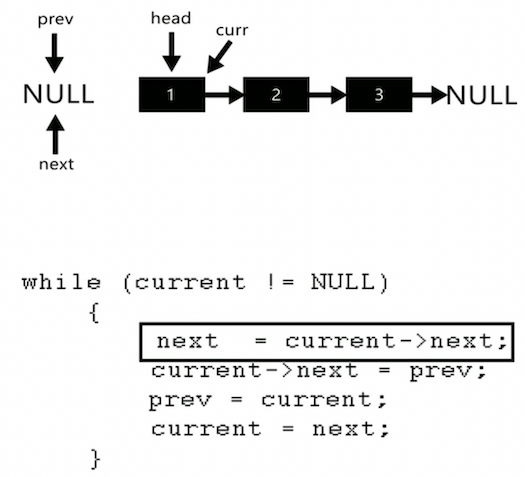 prev head
curr
NULL 1 2 3 NULL
next
while (current != NULL)
{
next = current->next;
current->next = prev;
prev = current;
current = next;
}